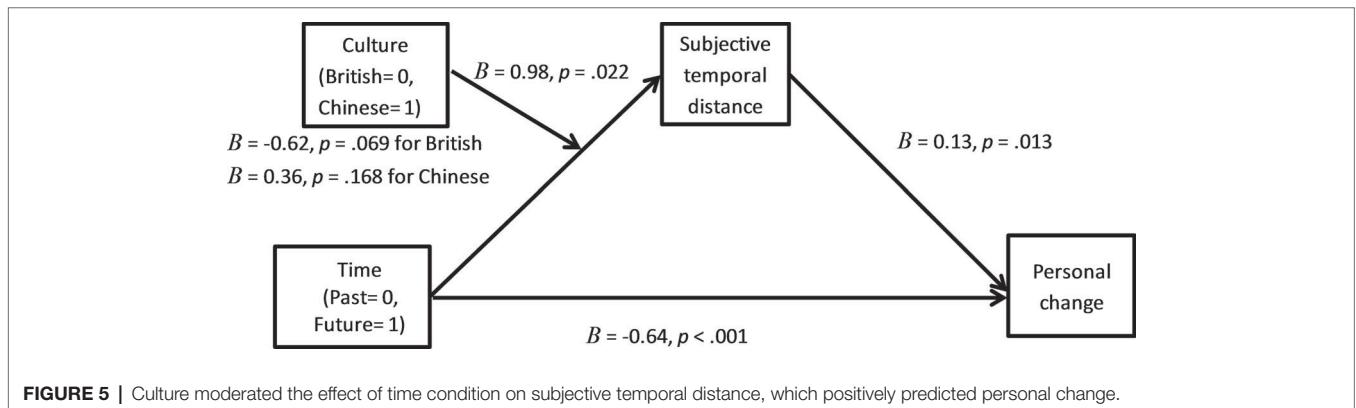 Culture
(British= 0,
Chinese= 1)
B = 0.98, p = .022
Subjective
temporal
distance
B = -0.62, p = .069 for British
B = 0.36, p = .168 for Chinese
B = 0.13, p = .013
Time
(Past= 0,
Future= 1)
Personal
change
B = -0.64, p < .001
FIGURE 5 | Culture moderated the effect of time condition on subjective temporal distance, which positively predicted personal change.